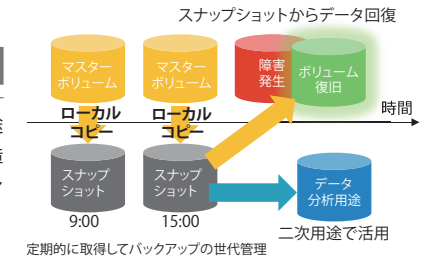 スナップショットからデータ回復
マスター
ボリューム
マスター
ボリューム
障害
発生
ボリューム
復旧
ローカル
コピー
ローカル
コピー
時間
スナップ
ショット
スナップ
ショット
データ
分析用途
9:00
15:00
二次用途で活用
定期的に取得してバックアップの世代管理